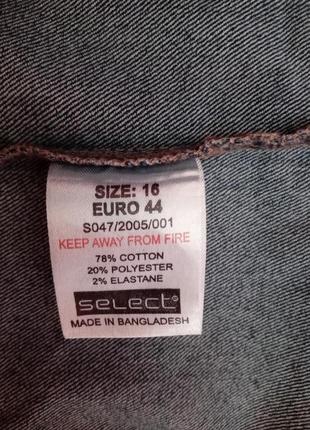 SIZE: 16
EURO 44
S047/2005/001
KEEP AWAY FROM FIRE
78% COTTON
20% POLYESTER
2% ELASTANE
select
MADE IN BANGLADESH